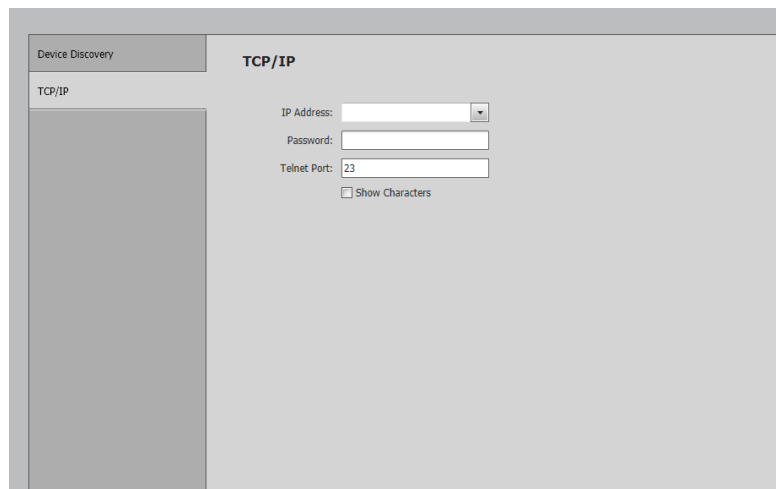 Device Discovery
TCP/IP
TCP/IP
IP Address:
Password:
Telnet Port: 23
Show Characters